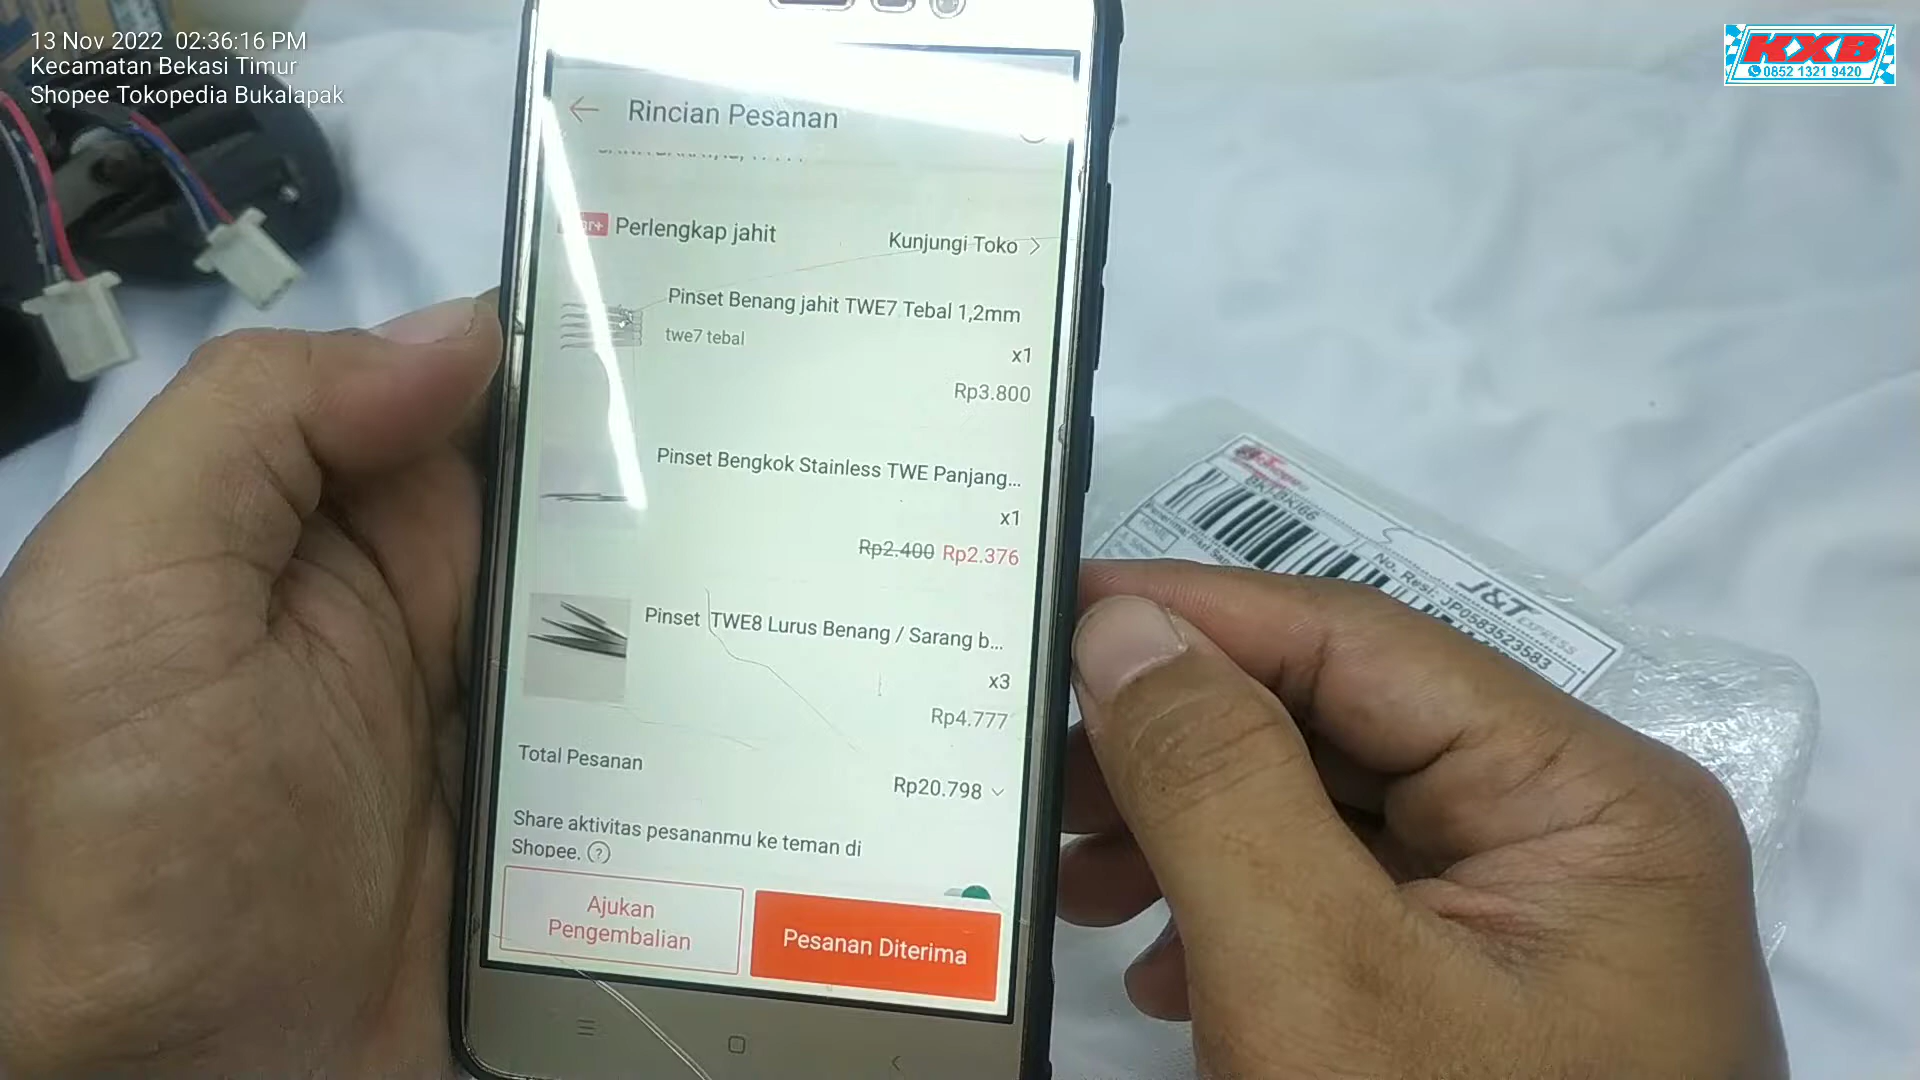 13 Nov 2022 02:36:16 PM
Kecamatan Bekasi Timur
Shopee Tokopedia Bukalapak
KXB
0852 1321 9420
Rincian Pesanan
Perlengkap jahit
Kunjungi Toko
Pinset Benang jahit TWE7 Tebal 1,2mm
twe7 tebal
x1
Rp3.800
Pinset Bengkok Stainless TWE Panjang...
x1
Rp2.400 Rp2.376
Pinset TWE8 Lurus Benang / Sarang b...
x3
Rp4.777
Total Pesanan
Rp20.798
Share aktivitas pesananmu ke teman di
Shopee. ?
Ajukan
Pengembalian
Pesanan Diterima
J&T EXPRESS
No. Resi: JP0583523583